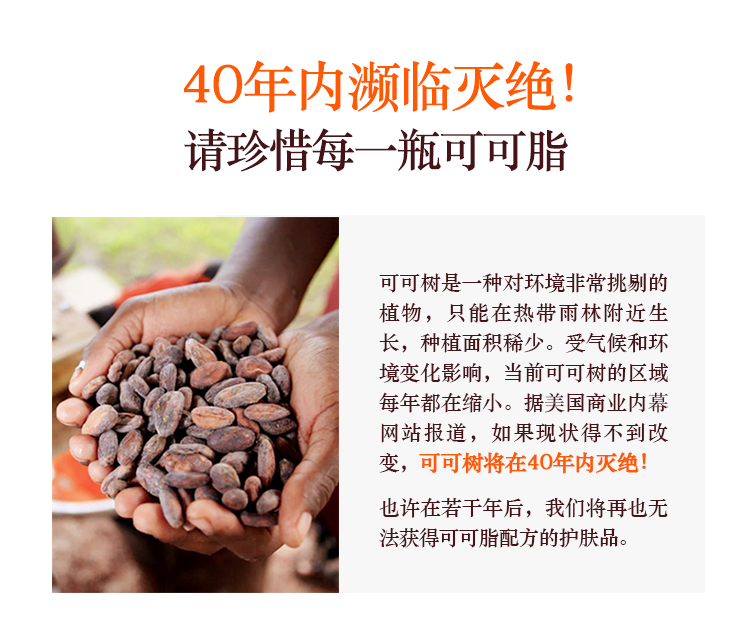 40年内濒临灭绝！
请珍惜每一瓶可可脂
可可树是一种对环境非常挑剔的
植物，只能在热带雨林附近生
长，种植面积稀少。受气候和环
境变化影响，当前可可树的区域
每年都在缩小。据美国商业内幕
网站报道，如果现状得不到改
变，可可树将在40年内灭绝！
也许在若干年后，我们将再也无
法获得可可脂配方的护肤品。